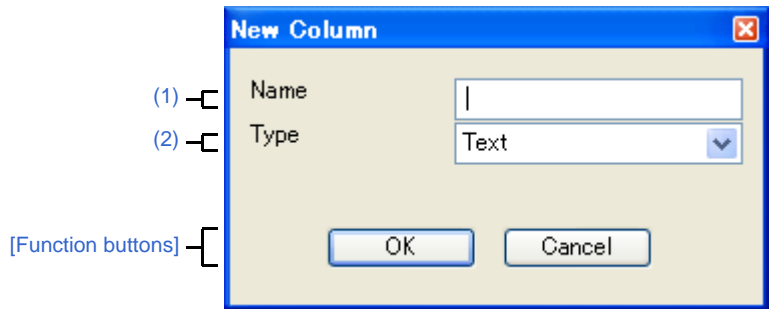 New Column
(1)
Name
(2)
Type
Text
[Function buttons]
OK
Cancel